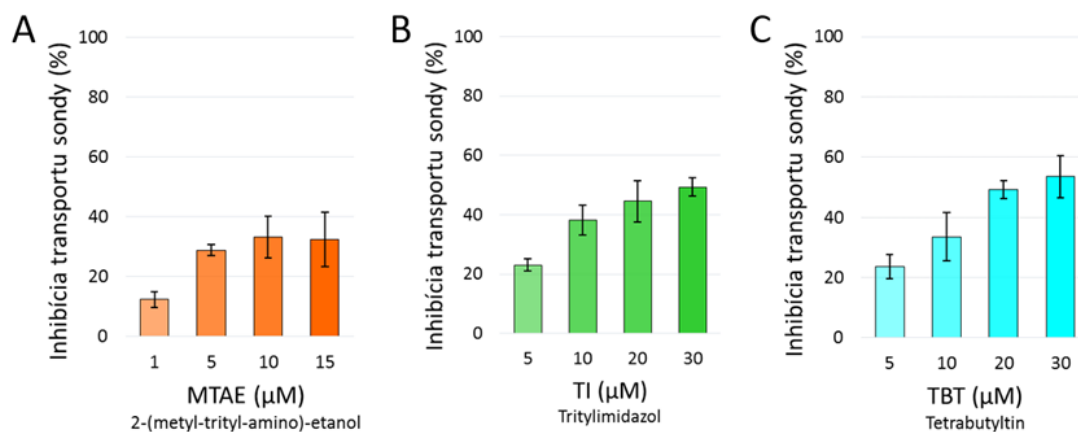 A
Inhibícia transportu sondy (%)
100
80
60
40
20
0
1 5 10 15
MTAE (µM)
2-(metyl-trityl-amino)-etanol
B
Inhibícia transportu sondy (%)
100
80
60
40
20
0
5 10 20 30
TI (µM)
Tritylimidazol
C
Inhibícia transportu sondy (%)
100
80
60
40
20
0
5 10 20 30
TBT (µM)
Tetrabutyltin